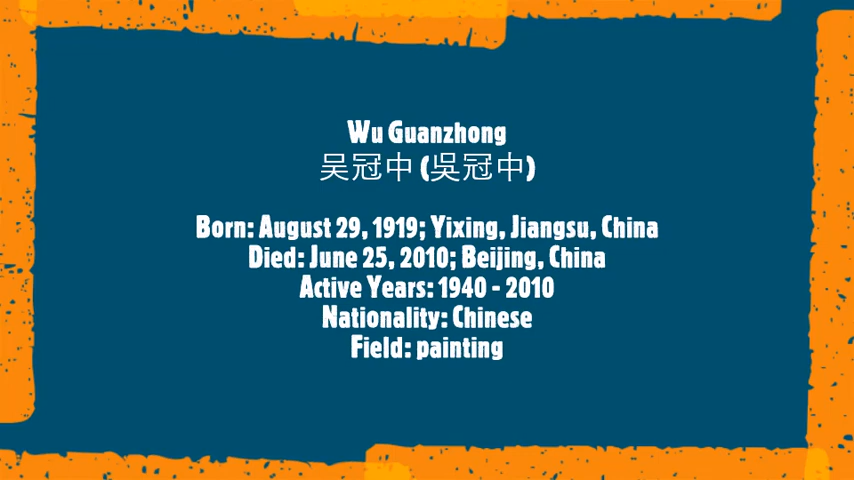 Wu Guanzhong
吴冠中 (吳冠中)
Born: August 29, 1919; Yixing, Jiangsu, China
Died: June 25, 2010; Beijing, China
Active Years: 1940 - 2010
Nationality: Chinese
Field: painting